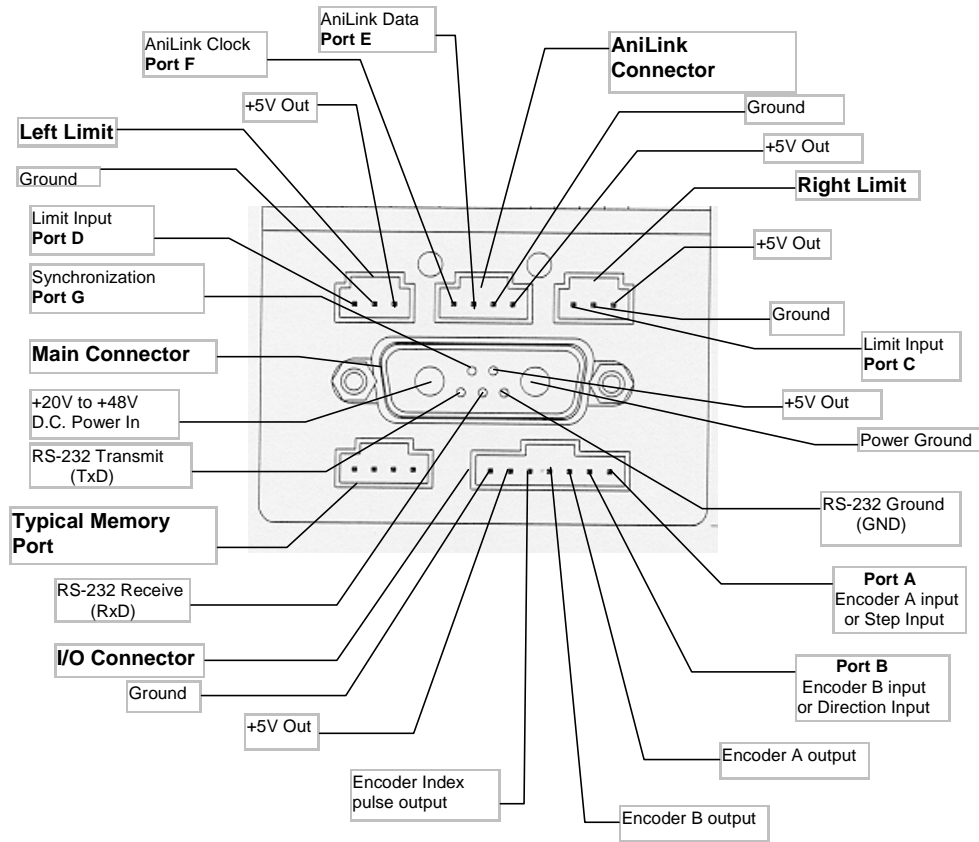 AniLink Data
Port E
AniLink Clock
Port F
AniLink
Connector
+5V Out
Ground
Left Limit
+5V Out
Ground
Right Limit
Limit Input
Port D
+5V Out
Synchronization
Port G
Ground
Main Connector
Limit Input
Port C
+20V to +48V
D.C. Power In
+5V Out
Power Ground
RS-232 Transmit
(TxD)
RS-232 Ground
(GND)
Typical Memory
Port
RS-232 Receive
(RxD)
Port A
Encoder A input
or Step Input
I/O Connector
Port B
Encoder B input
or Direction Input
Ground
+5V Out
Encoder A output
Encoder Index
pulse output
Encoder B output